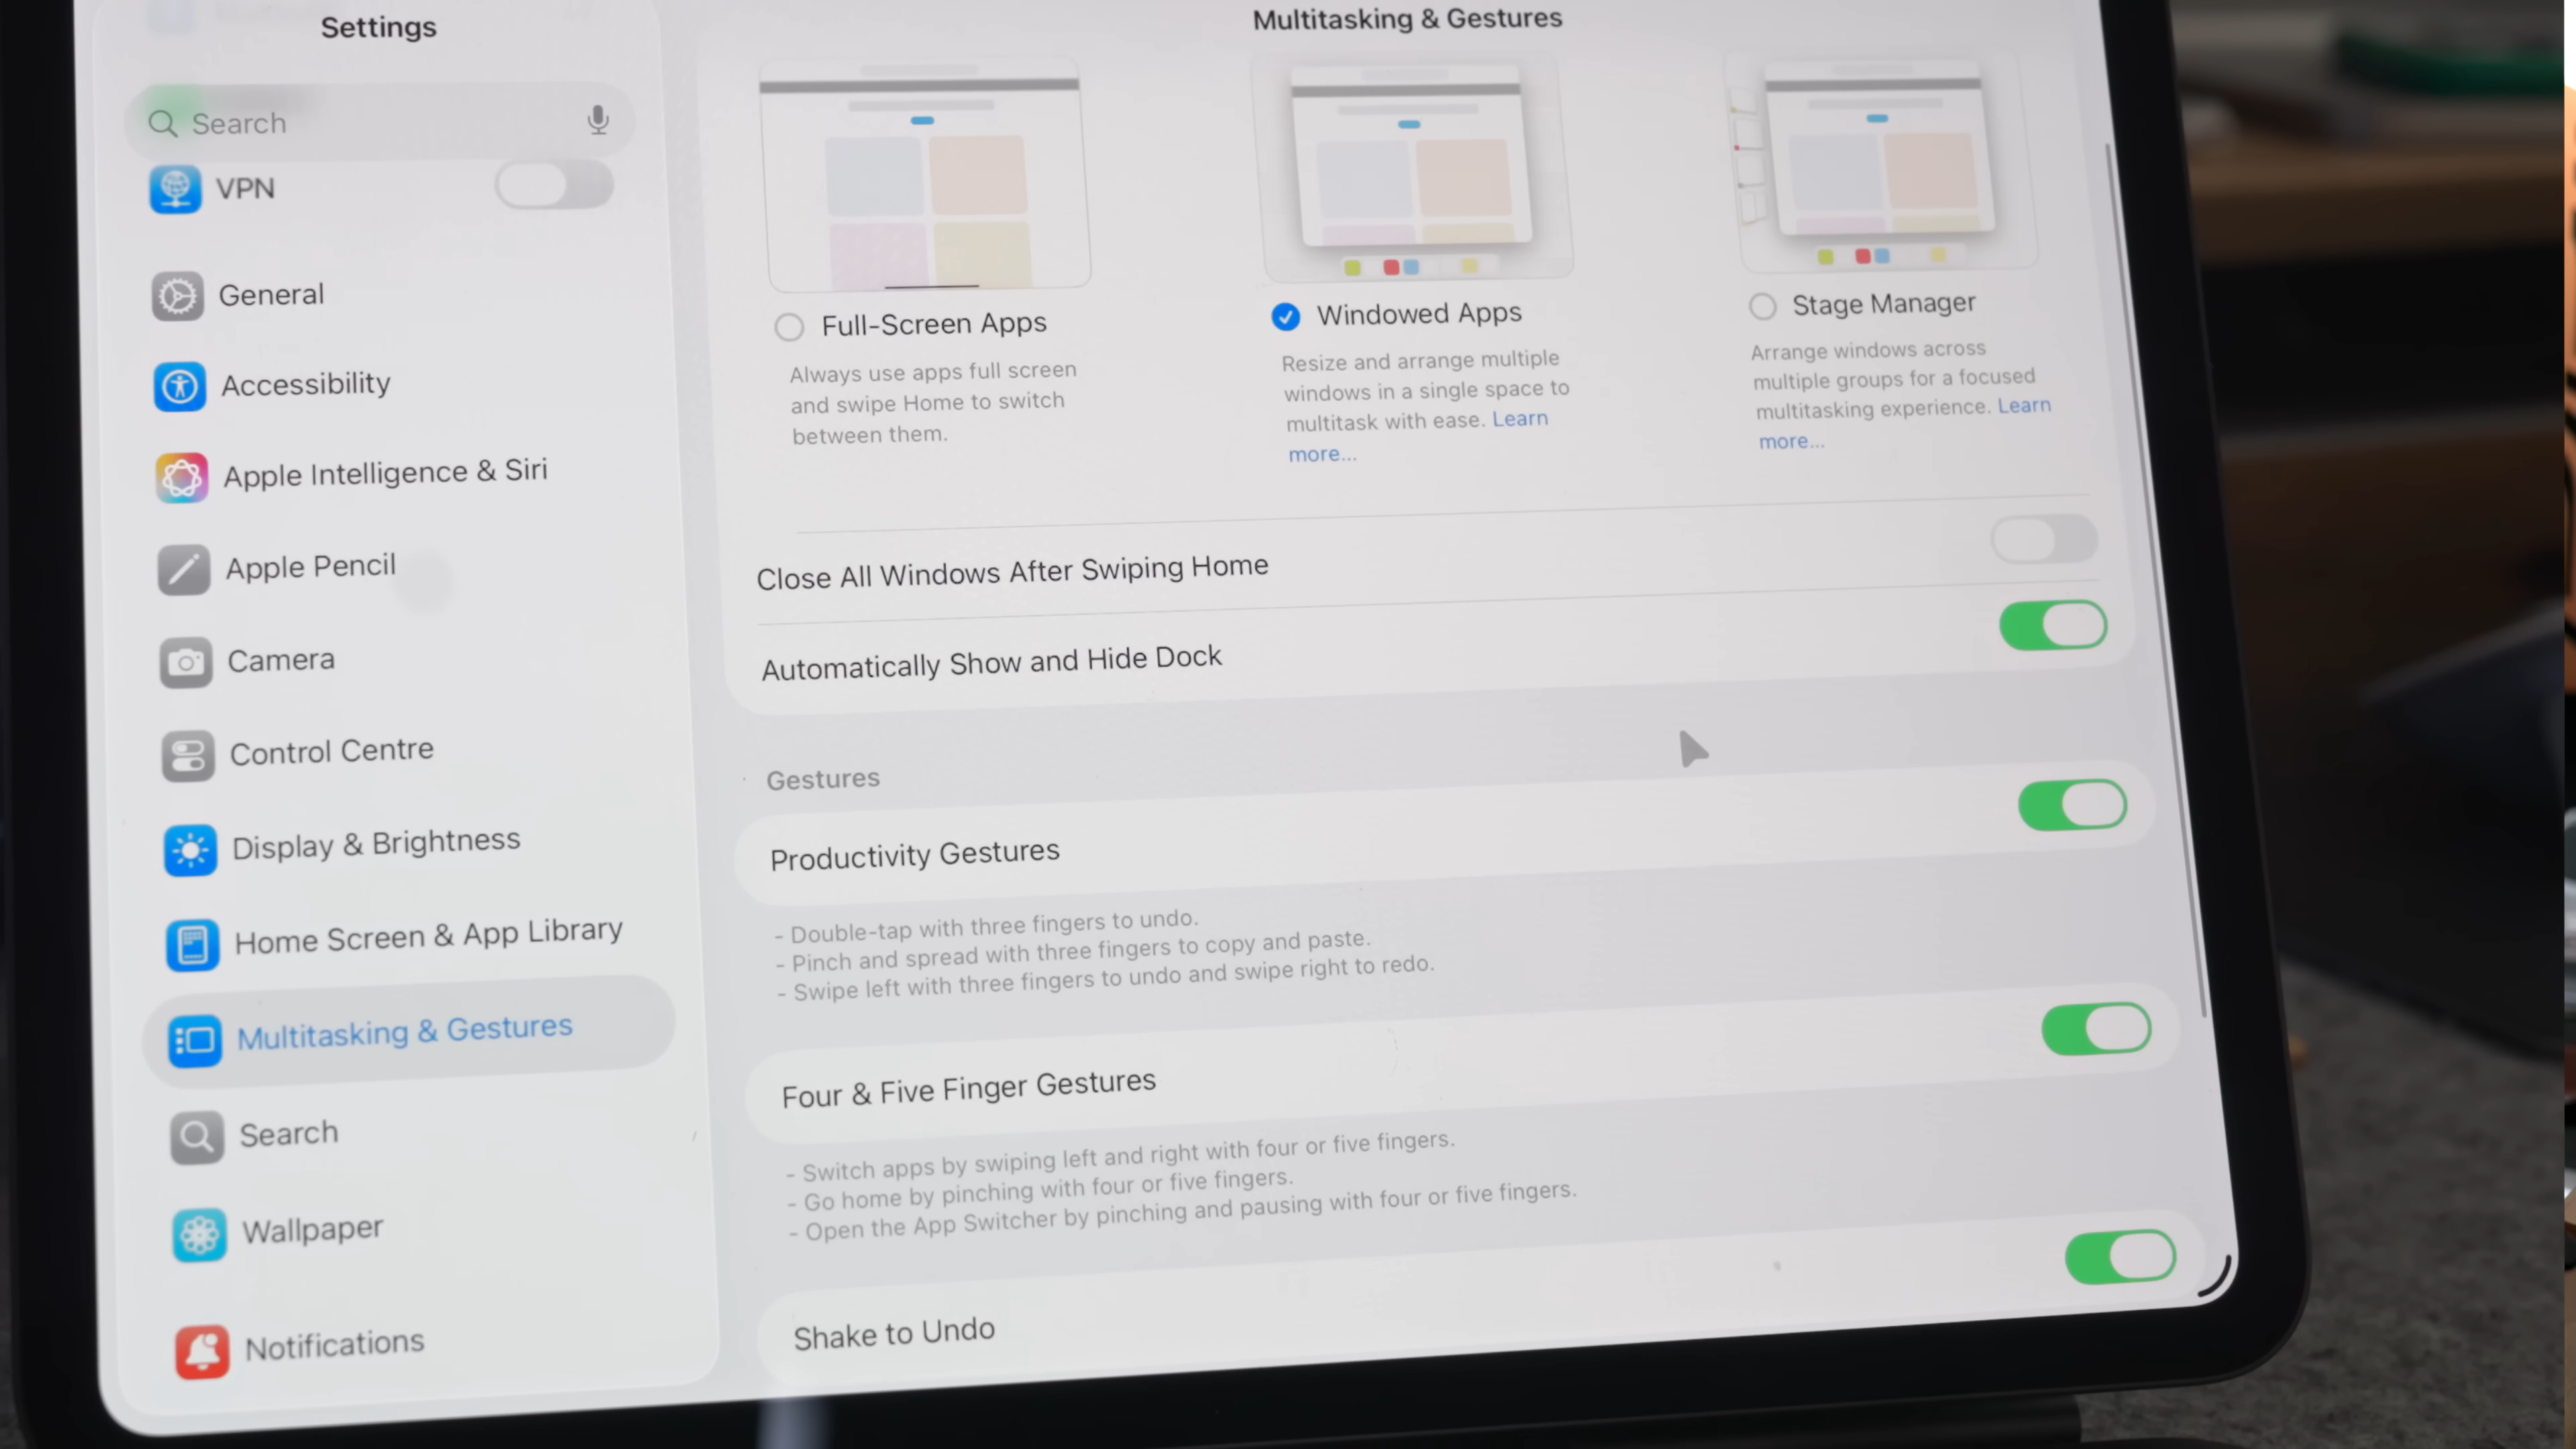 Settings
Search
VPN
General
Accessibility
Apple Intelligence & Siri
Apple Pencil
Camera
Control Centre
Display & Brightness
Home Screen & App Library
Multitasking & Gestures
Search
Wallpaper
Notifications
Multitasking & Gestures
Full-Screen Apps
Always use apps full screen
and swipe Home to switch
between them.
Windowed Apps
Resize and arrange multiple
windows in a single space to
multitask with ease. Learn
more...
Stage Manager
Arrange windows across
multiple groups for a focused
multitasking experience. Learn
more...
Close All Windows After Swiping Home
Automatically Show and Hide Dock
Gestures
Productivity Gestures
- Double-tap with three fingers to undo.
- Pinch and spread with three fingers to copy and paste.
- Swipe left with three fingers to undo and swipe right to redo.
Four & Five Finger Gestures
- Switch apps by swiping left and right with four or five fingers.
- Go home by pinching with four or five fingers.
- Open the App Switcher by pinching and pausing with four or five fingers.
Shake to Undo